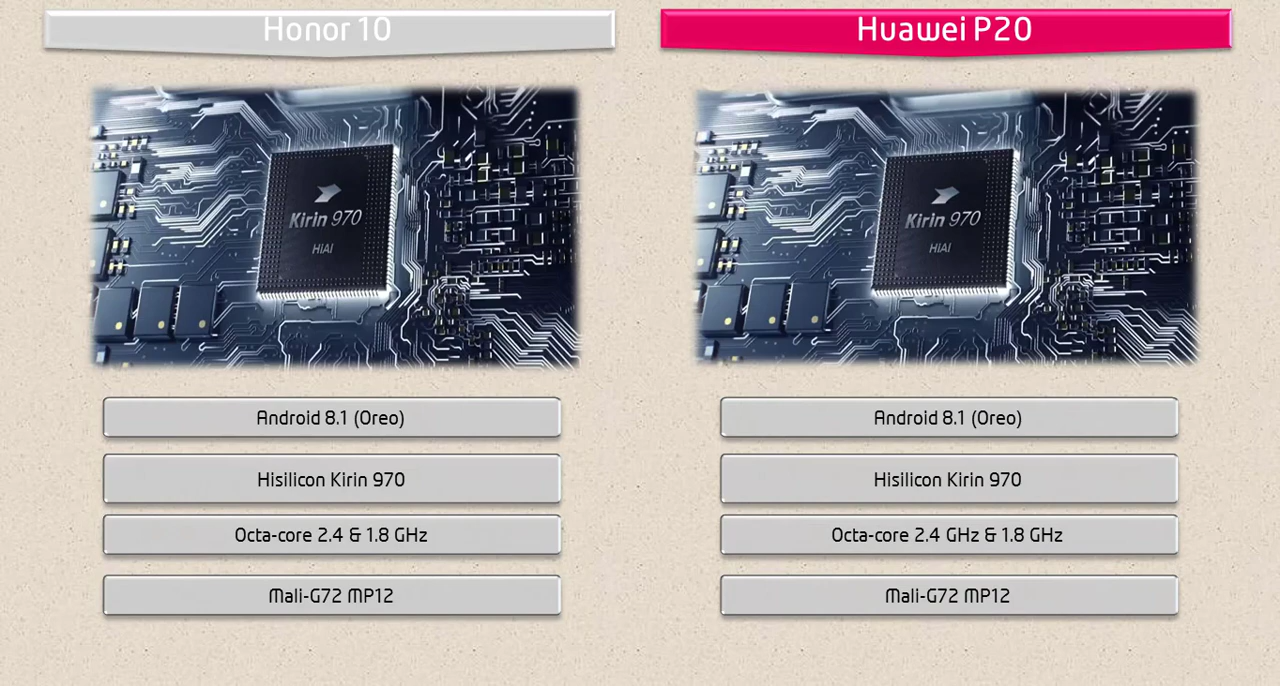 Honor 10
Huawei P20
Kirin 970
HiAI
Kirin 970
HiAI
Android 8.1 (Oreo)
Android 8.1 (Oreo)
Hisilicon Kirin 970
Hisilicon Kirin 970
Octa-core 2.4 & 1.8 GHz
Octa-core 2.4 GHz & 1.8 GHz
Mali-G72 MP12
Mali-G72 MP12